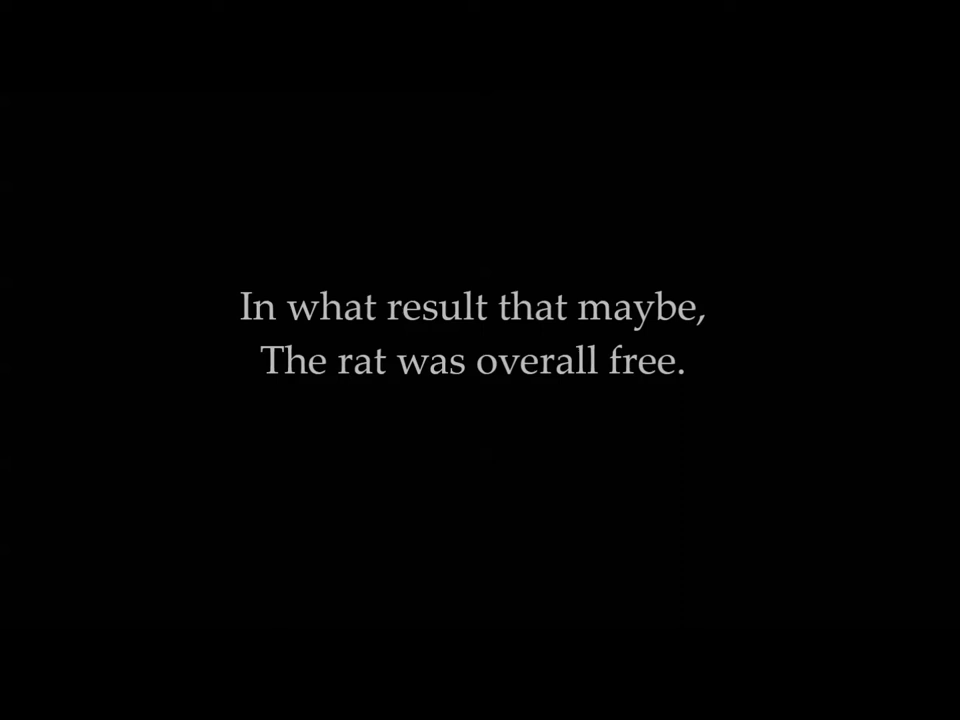 In what result that maybe,
The rat was overall free.